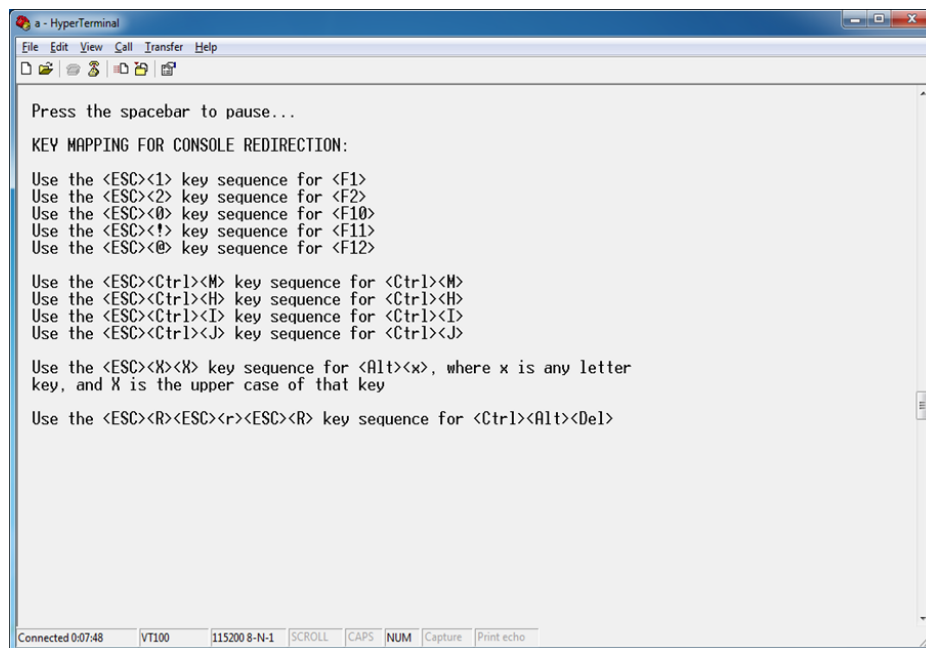 a - HyperTerminal
File Edit View Call Transfer Help
Press the spacebar to pause...
KEY MAPPING FOR CONSOLE REDIRECTION:
Use the <ESC><1> key sequence for <F1>
Use the <ESC><2> key sequence for <F2>
Use the <ESC><0> key sequence for <F10>
Use the <ESC><!> key sequence for <F11>
Use the <ESC><@> key sequence for <F12>
Use the <ESC><Ctrl><M> key sequence for <Ctrl><M>
Use the <ESC><Ctrl><H> key sequence for <Ctrl><H>
Use the <ESC><Ctrl><I> key sequence for <Ctrl><I>
Use the <ESC><Ctrl><J> key sequence for <Ctrl><J>
Use the <ESC><X><X> key sequence for <Alt><x>, where x is any letter
key, and X is the upper case of that key
Use the <ESC><R><ESC><r><ESC><R> key sequence for <Ctrl><Alt><Del>
Connected 0:07:48 VT100 115200 8-N-1 SCROLL CAPS NUM Capture Print echo